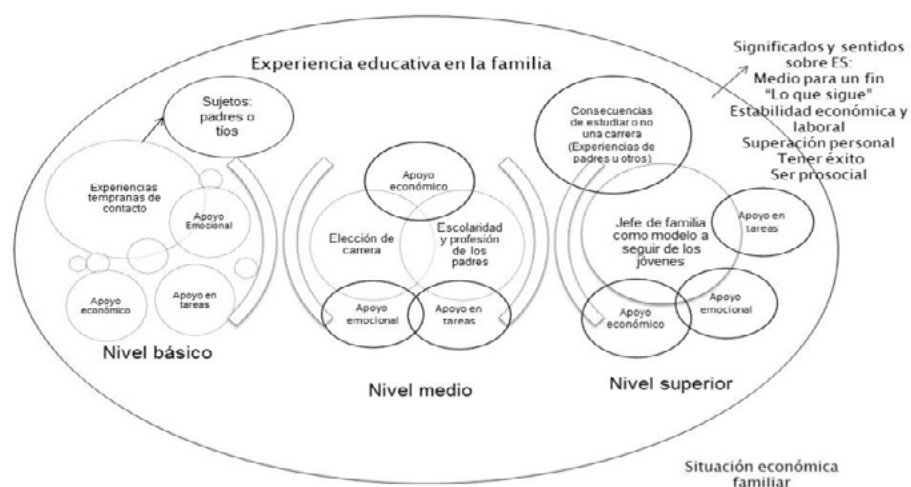 Experiencia educativa en la familia
Significados y sentidos
sobre ES:
Medio para un fin
“Lo que sigue”
Estabilidad económica y
laboral
Superación personal
Tener éxito
Ser prosocial
Sujetos:
padres o
tíos
Experiencias
tempranas de
contacto
Apoyo
Emocional
Apoyo
económico
Apoyo en
tareas
Nivel básico
Apoyo
económico
Elección de
carrera
Escolaridad
y profesión
de los
padres
Apoyo
emocional
Apoyo en
tareas
Nivel medio
Consecuencias
de estudiar o no
una carrera
(Experiencias de
padres u otros)
Jefe de familia
como modelo a
seguir de los
jóvenes
Apoyo en
tareas
Apoyo
económico
Apoyo
emocional
Nivel superior
Situación económica
familiar